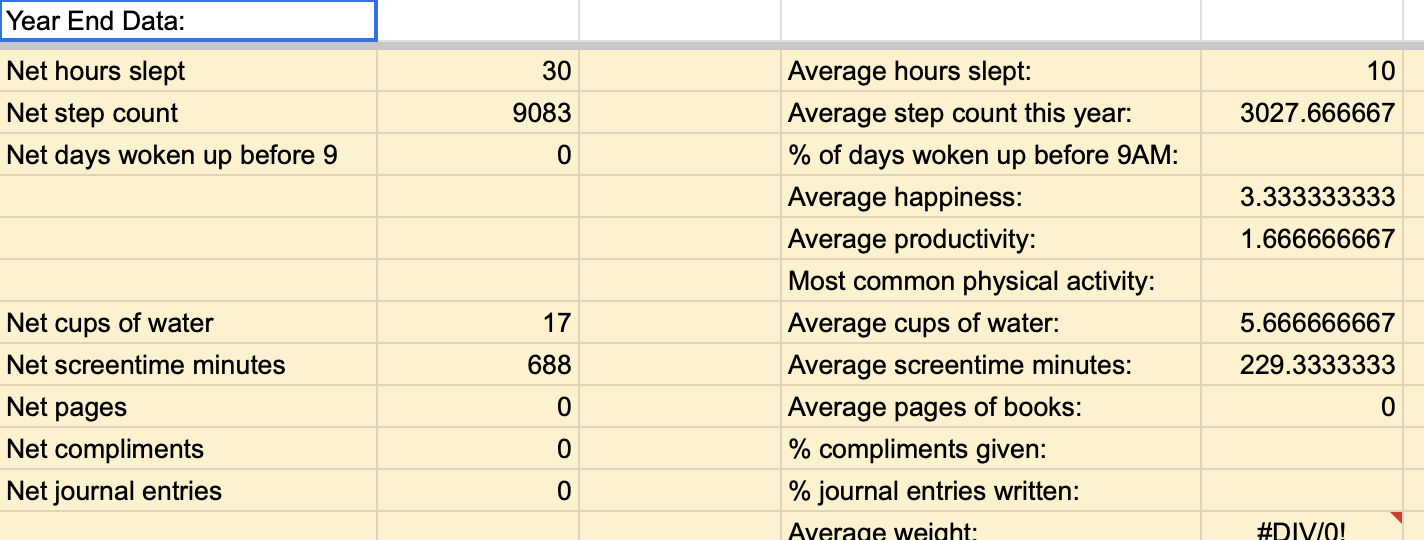 Year End Data:
Net hours slept 30 Average hours slept: 10
Net step count 9083 Average step count this year: 3027.666667
Net days woken up before 9 0 % of days woken up before 9AM:
Average happiness: 3.333333333
Average productivity: 1.666666667
Most common physical activity:
Net cups of water 17 Average cups of water: 5.666666667
Net screentime minutes 688 Average screentime minutes: 229.3333333
Net pages 0 Average pages of books: 0
Net compliments 0 % compliments given:
Net journal entries 0 % journal entries written:
Average weight: #DIV/0!